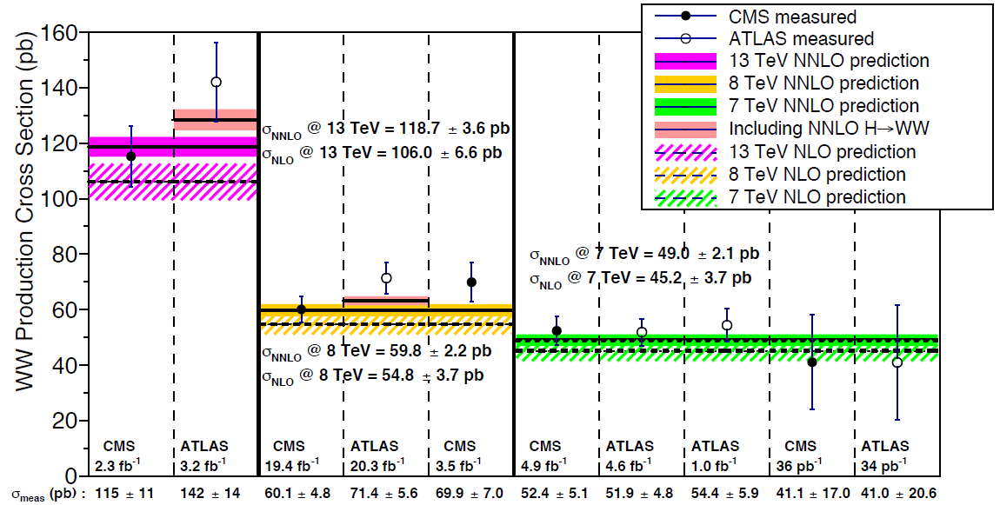 WW Production Cross Section (pb)
160
140
120
100
80
60
40
20
0
CMS measured
ATLAS measured
13 TeV NNLO prediction
8 TeV NNLO prediction
7 TeV NNLO prediction
Including NNLO H→WW
13 TeV NLO prediction
8 TeV NLO prediction
7 TeV NLO prediction
σNNLO @ 13 TeV = 118.7 ± 3.6 pb
σNLO @ 13 TeV = 106.0 ± 6.6 pb
σNNLO @ 7 TeV = 49.0 ± 2.1 pb
σNLO @ 7 TeV = 45.2 ± 3.7 pb
σNNLO @ 8 TeV = 59.8 ± 2.2 pb
σNLO @ 8 TeV = 54.8 ± 3.7 pb
CMS ATLAS CMS ATLAS CMS CMS ATLAS ATLAS CMS ATLAS
2.3 fb⁻¹ 3.2 fb⁻¹ 19.4 fb⁻¹ 20.3 fb⁻¹ 3.5 fb⁻¹ 4.9 fb⁻¹ 4.6 fb⁻¹ 1.0 fb⁻¹ 36 pb⁻¹ 34 pb⁻¹
σmeas (pb) : 115 ± 11 142 ± 14 60.1 ± 4.8 71.4 ± 5.6 69.9 ± 7.0 52.4 ± 5.1 51.9 ± 4.8 54.4 ± 5.9 41.1 ± 17.0 41.0 ± 20.6